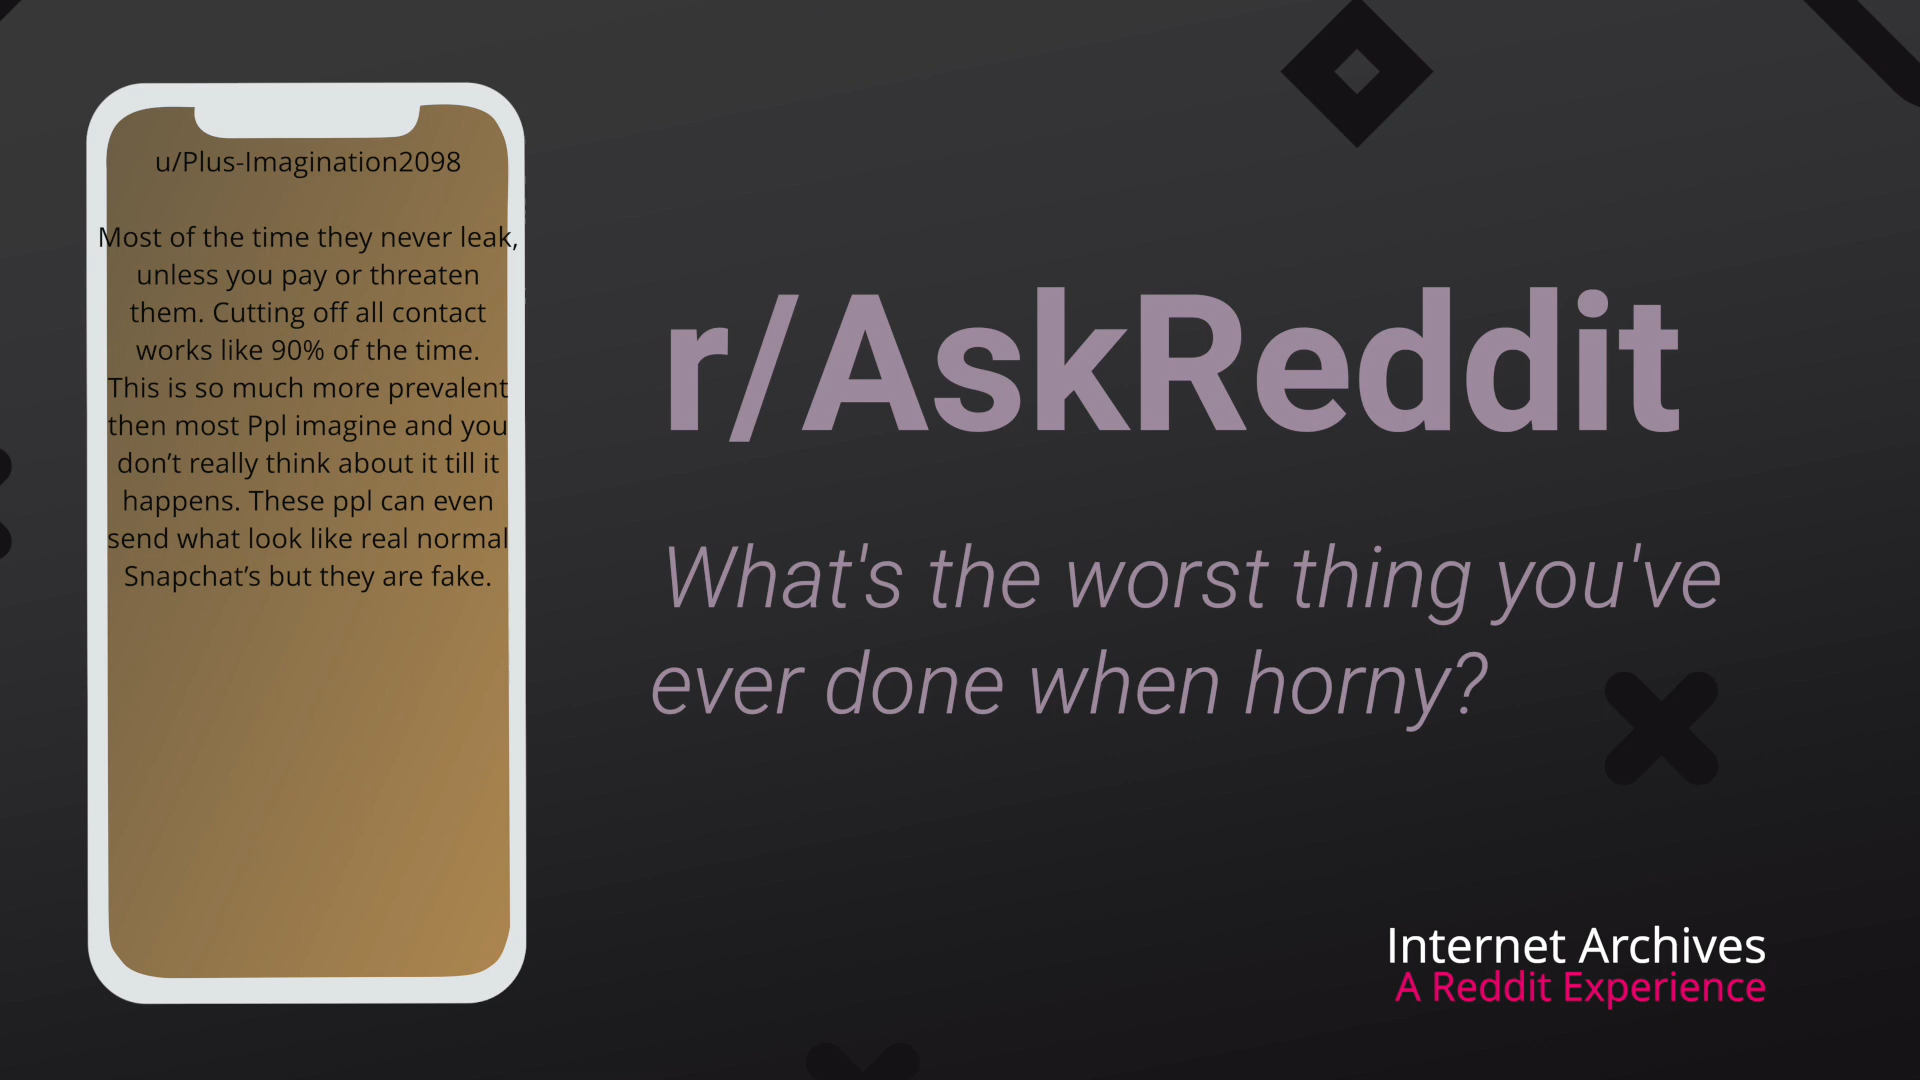 u/Plus-Imagination2098
Most of the time they never leak,
unless you pay or threaten
them. Cutting off all contact
works like 90% of the time.
This is so much more prevalent
then most Ppl imagine and you
don’t really think about it till it
happens. These ppl can even
send what look like real normal
Snapchat’s but they are fake.
r/AskReddit
What's the worst thing you've
ever done when horny?
Internet Archives
A Reddit Experience